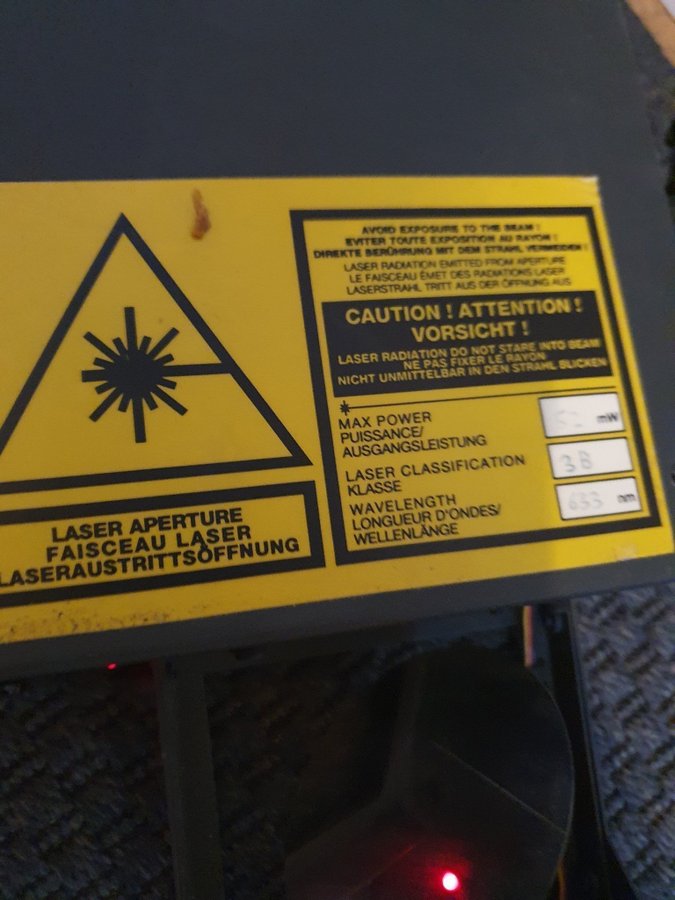 AVOID EXPOSURE TO THE BEAM !
EVITER TOUTE EXPOSITION AU RAYON !
DIREKTE BERÜHRUNG MIT DEM STRAHL VERMEIDEN !
LASER RADIATION EMITTED FROM APERTURE
LE FAISCEAU ÉMET DES RADIATIONS LASER
LASERSTRAHL TRITT AUS DER ÖFFNUNG AUS
CAUTION ! ATTENTION !
VORSICHT !
LASER RADIATION DO NOT STARE INTO BEAM
NE PAS FIXER LE RAYON
NICHT UNMITTELBAR IN DEN STRAHL BLICKEN
MAX POWER
PUISSANCE/
AUSGANGSLEISTUNG
mW
LASER CLASSIFICATION
KLASSE
3B
WAVELENGTH
LONGUEUR D'ONDES/
WELLENLÄNGE
633 nm
LASER APERTURE
FAISCEAU LASER
LASERAUSTRITTSÖFFNUNG